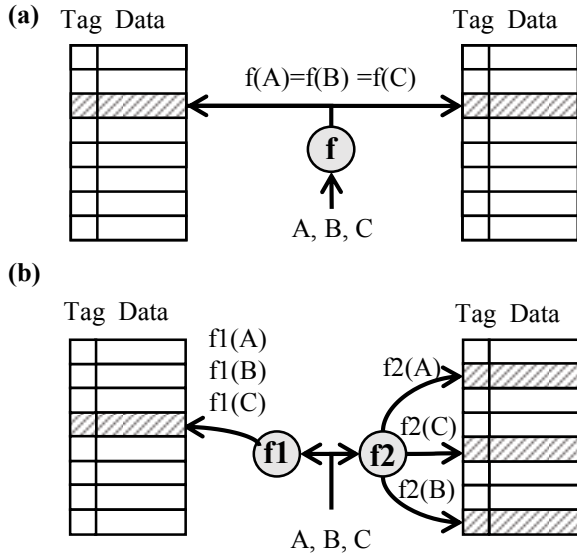 (a)
Tag Data
Tag Data
f(A)=f(B) =f(C)
f
A, B, C
(b)
Tag Data
Tag Data
f1(A)
f1(B)
f1(C)
f2(A)
f2(C)
f1
f2
f2(B)
A, B, C